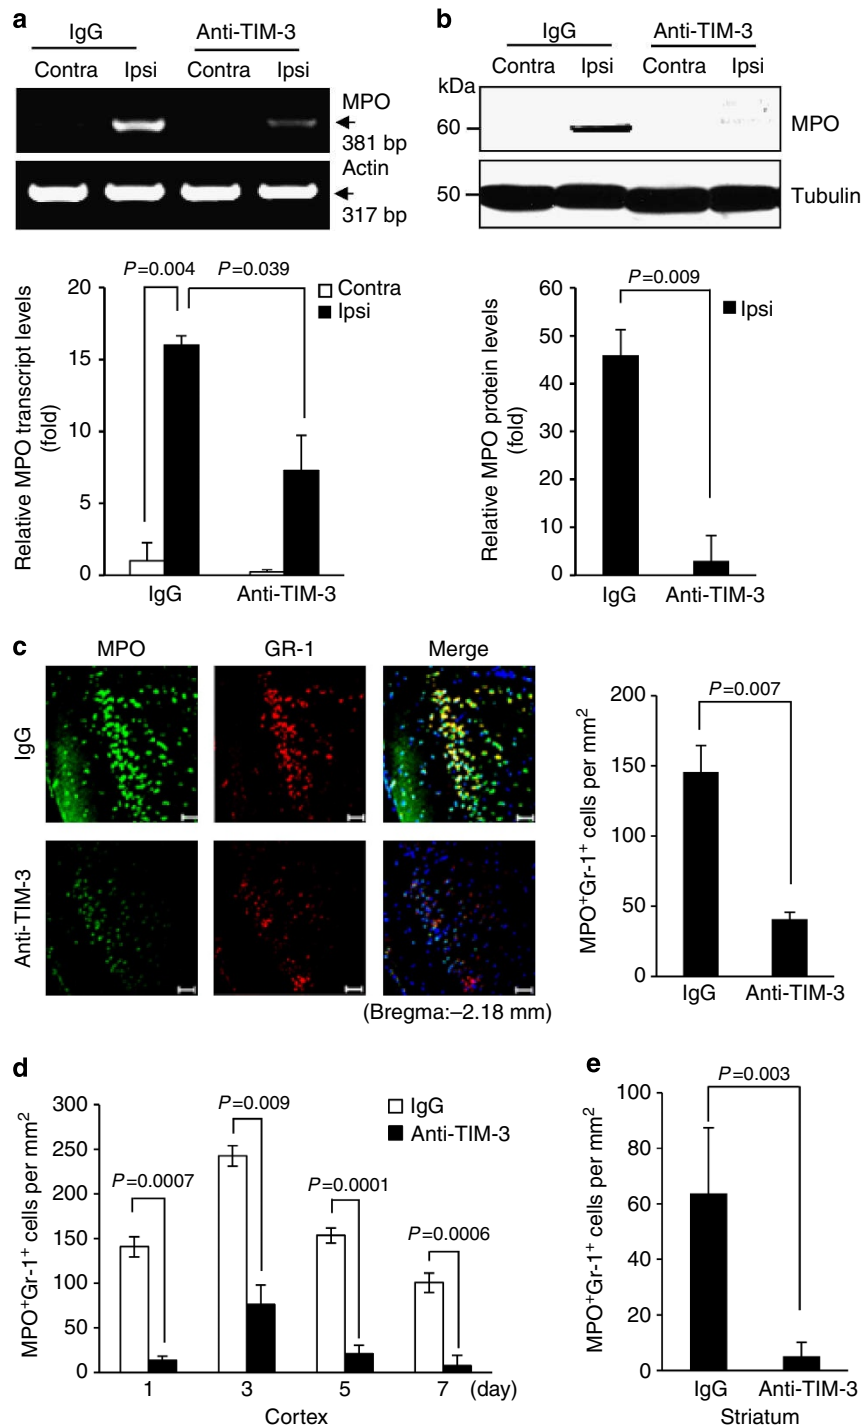 a
IgG
Anti-TIM-3
Contra
Ipsi
Contra
Ipsi
MPO
381 bp
Actin
317 bp
P=0.004
P=0.039
Contra
Ipsi
Relative MPO transcript levels
(fold)
20
15
10
5
0
IgG
Anti-TIM-3
b
IgG
Anti-TIM-3
Contra
Ipsi
Contra
Ipsi
kDa
60
MPO
50
Tubulin
P=0.009
Ipsi
Relative MPO protein levels
(fold)
60
50
40
30
20
10
0
IgG
Anti-TIM-3
c
MPO
GR-1
Merge
IgG
Anti-TIM-3
(Bregma:–2.18 mm)
P=0.007
MPO⁺Gr-1⁺ cells per mm²
200
150
100
50
0
IgG
Anti-TIM-3
d
MPO⁺Gr-1⁺ cells per mm²
300
250
200
150
100
50
0
P=0.0007
P=0.009
P=0.0001
P=0.0006
IgG
Anti-TIM-3
1
3
5
7
(day)
Cortex
e
P=0.003
MPO⁺Gr-1⁺ cells per mm²
100
80
60
40
20
0
IgG
Anti-TIM-3
Striatum